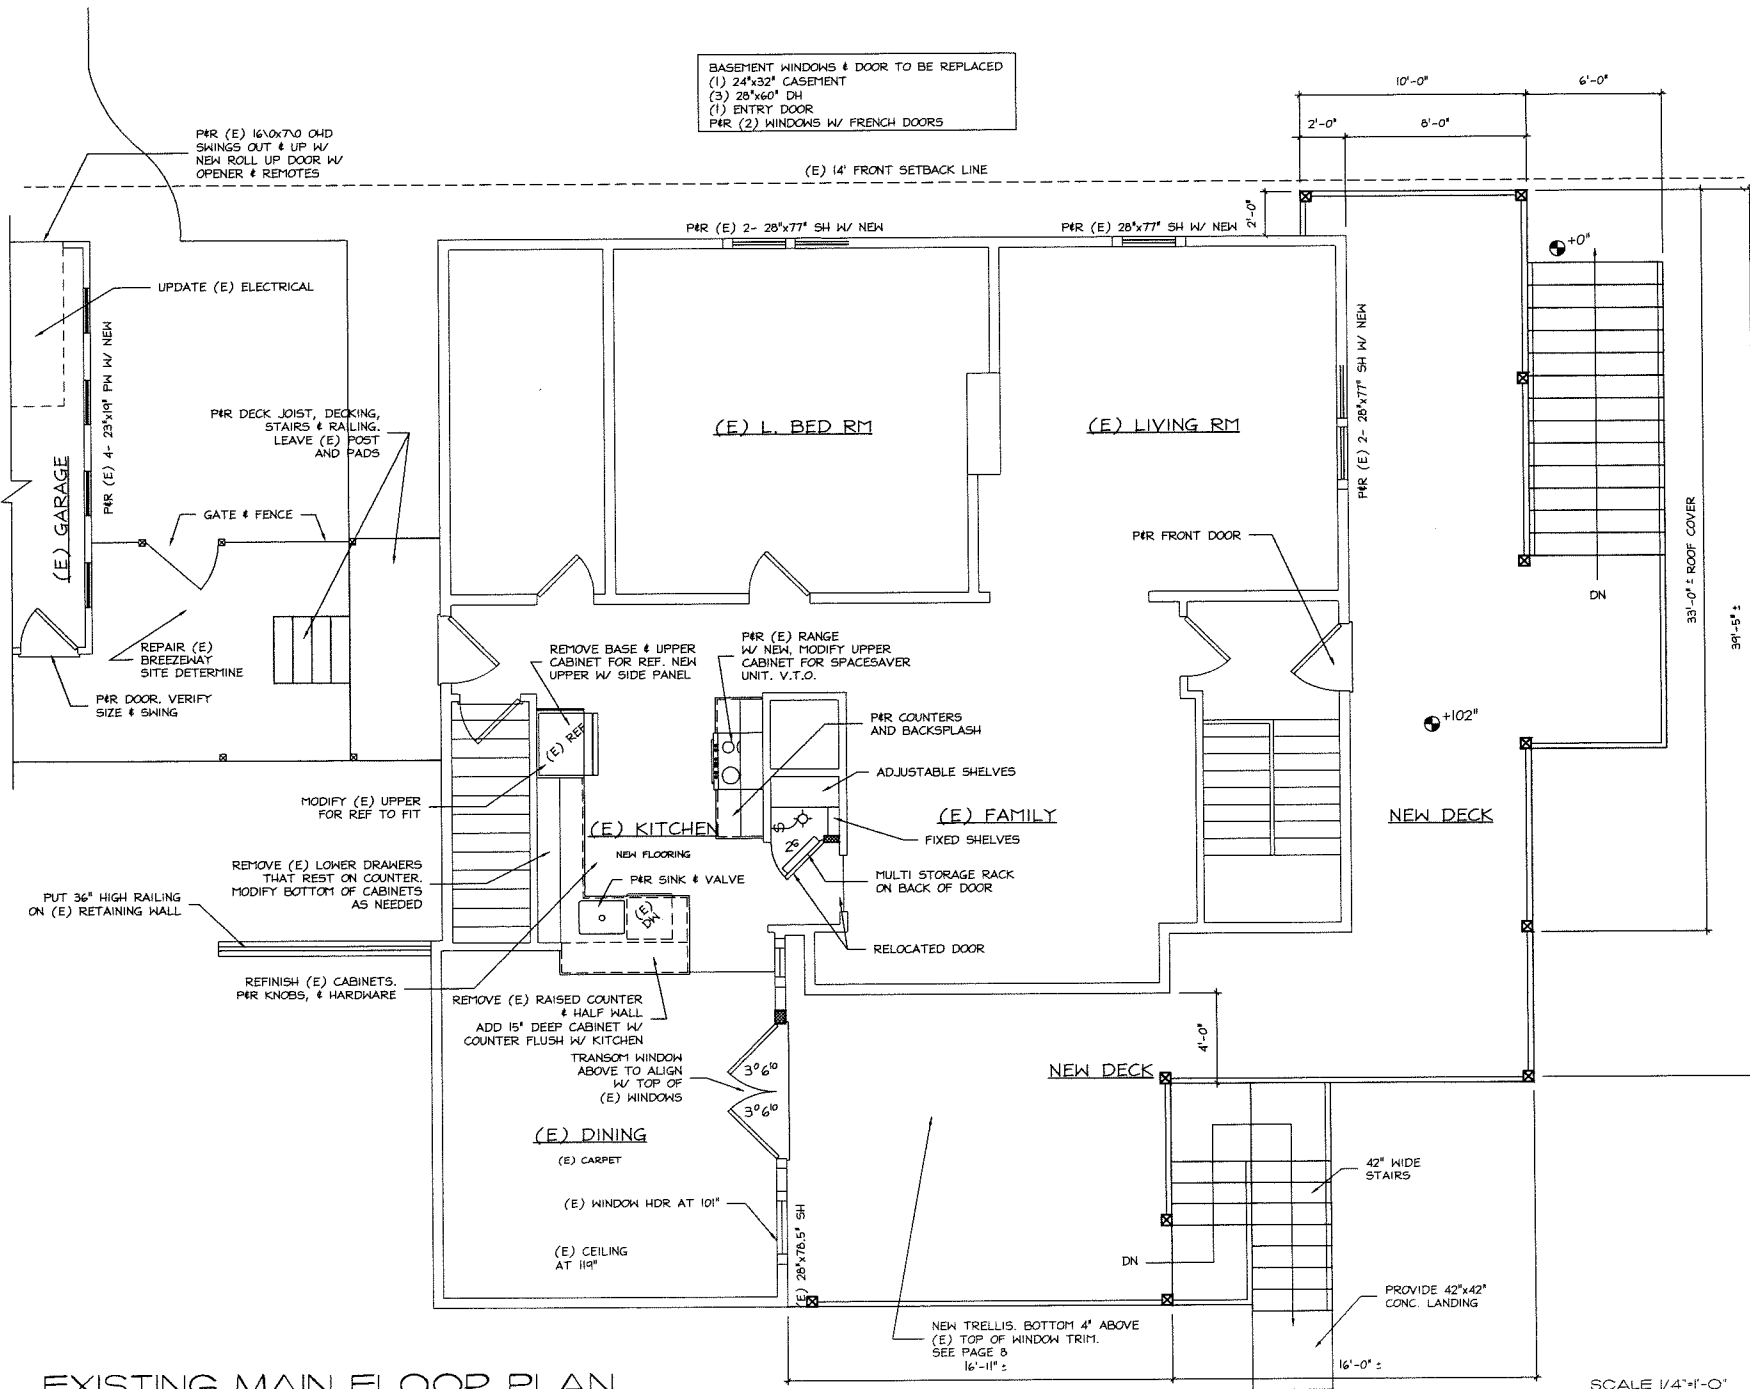 BASEMENT WINDOWS & DOOR TO BE REPLACED
(1) 24"x32" CASEMENT
(3) 28"x60" DH
(1) ENTRY DOOR
P&R (2) WINDOWS W/ FRENCH DOORS
10'-0"
6'-0"
2'-0"
8'-0"
P&R (E) 16\0x7\0 OHD
SWINGS OUT & UP W/
NEW ROLL UP DOOR W/
OPENER & REMOTES
(E) 14' FRONT SETBACK LINE
P&R (E) 2- 28"x77" SH W/ NEW
P&R (E) 28"x77" SH W/ NEW
2'-0"
+0"
UPDATE (E) ELECTRICAL
P&R (E) 4- 23"x19" PW W/ NEW
P&R (E) 2- 28"x77" SH W/ NEW
P&R DECK JOIST, DECKING,
STAIRS & RAILING.
LEAVE (E) POST
AND PADS
(E) L. BED RM
(E) LIVING RM
(E) GARAGE
GATE & FENCE
P&R FRONT DOOR
33'-0" ± ROOF COVER
39'-5" ±
DN
REPAIR (E)
BREEZEWAY
SITE DETERMINE
P&R DOOR. VERIFY
SIZE & SWING
REMOVE BASE & UPPER
CABINET FOR REF. NEW
UPPER W/ SIDE PANEL
P&R (E) RANGE
W/ NEW, MODIFY UPPER
CABINET FOR SPACESAVER
UNIT. V.T.O.
P&R COUNTERS
AND BACKSPLASH
+102"
(E) REF
ADJUSTABLE SHELVES
MODIFY (E) UPPER
FOR REF TO FIT
(E) KITCHEN
NEW FLOORING
(E) FAMILY
NEW DECK
S
2⁶
FIXED SHELVES
REMOVE (E) LOWER DRAWERS
THAT REST ON COUNTER.
MODIFY BOTTOM OF CABINETS
AS NEEDED
P&R SINK & VALVE
MULTI STORAGE RACK
ON BACK OF DOOR
PUT 36" HIGH RAILING
ON (E) RETAINING WALL
(E)
DW
RELOCATED DOOR
REFINISH (E) CABINETS.
P&R KNOBS, & HARDWARE
REMOVE (E) RAISED COUNTER
& HALF WALL
ADD 15" DEEP CABINET W/
COUNTER FLUSH W/ KITCHEN
4'-0"
TRANSOM WINDOW
ABOVE TO ALIGN
W/ TOP OF
(E) WINDOWS
3⁰6¹⁰
3⁰6¹⁰
NEW DECK
(E) DINING
(E) CARPET
42" WIDE
STAIRS
(E) WINDOW HDR AT 101"
(E) 28"x78.5" SH
(E) CEILING
AT 119"
DN
PROVIDE 42"x42"
CONC. LANDING
NEW TRELLIS. BOTTOM 4" ABOVE
(E) TOP OF WINDOW TRIM.
SEE PAGE 8
16'-11" ±
16'-0" ±
EXISTING MAIN FLOOR PLAN
SCALE 1/4"=1'-0"